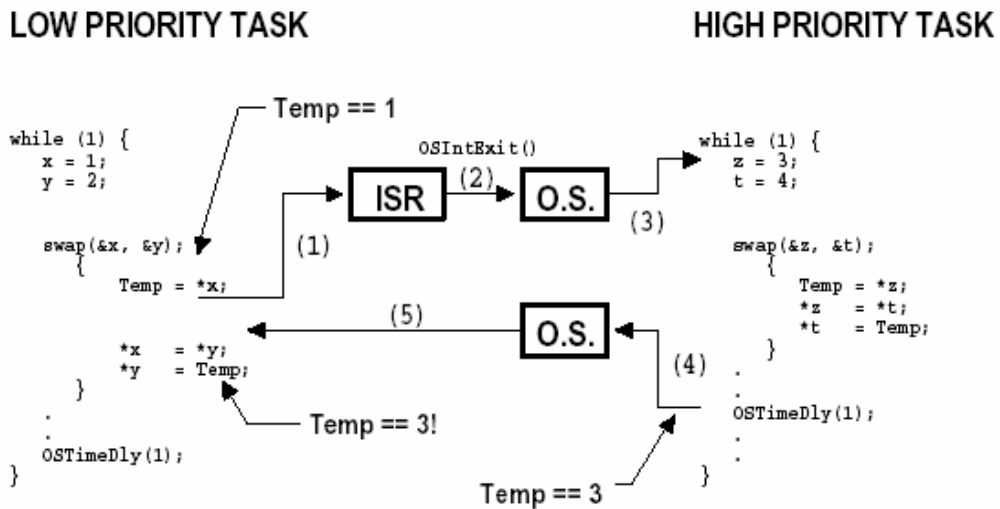 LOW PRIORITY TASK
HIGH PRIORITY TASK
Temp == 1
while (1) {
x = 1;
y = 2;
OSIntExit()
ISR
(2)
O.S.
(3)
while (1) {
z = 3;
t = 4;
(1)
swap(&x, &y);
{
Temp = *x;
swap(&z, &t);
{
Temp = *z;
*z = *t;
*t = Temp;
}
(5)
O.S.
(4)
*x = *y;
*y = Temp;
}
.
.
OSTimeDly(1);
}
Temp == 3!
Temp == 3
.
.
OSTimeDly(1);
.
.
}